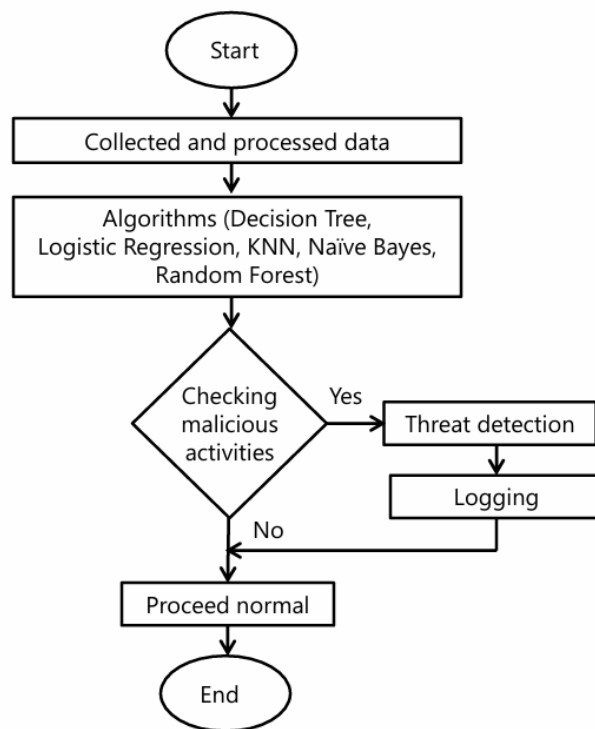 Start
Collected and processed data
Algorithms (Decision Tree,
Logistic Regression, KNN, Naïve Bayes,
Random Forest)
Checking
malicious
activities
Yes
Threat detection
Logging
No
Proceed normal
End